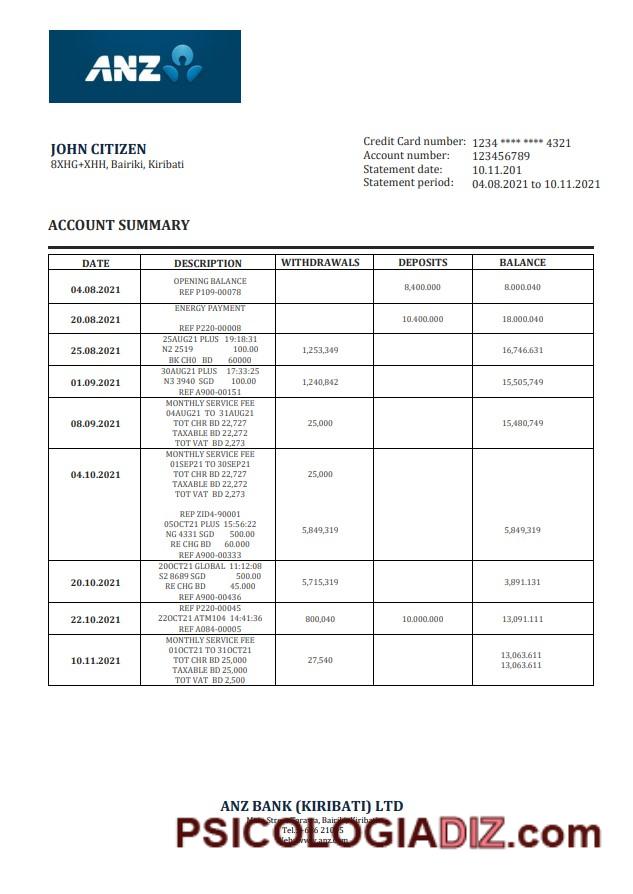 ANZ
JOHN CITIZEN
8XHG+XHH, Bairiki, Kiribati
Credit Card number: 1234 **** **** 4321
Account number: 123456789
Statement date: 10.11.201
Statement period: 04.08.2021 to 10.11.2021
ACCOUNT SUMMARY
DATE DESCRIPTION WITHDRAWALS DEPOSITS BALANCE
OPENING BALANCE
04.08.2021 8,400.000 8.000.040
REF P109-00078
ENERGY PAYMENT
20.08.2021 10.400.000 18.000.040
REF P220-00008
25AUG21 PLUS 19:18:31
25.08.2021 N2 2519 100.00 1,253,349 16,746.631
BK CH0 BD 60000
30AUG21 PLUS 17:33:25
01.09.2021 N3 3940 SGD 100.00 1,240,842 15,505,749
REF A900-00151
MONTHLY SERVICE FEE
04AUG21 TO 31AUG21
08.09.2021 TOT CHR BD 22,727 25,000 15,480,749
TAXABLE BD 22,272
TOT VAT BD 2,273
MONTHLY SERVICE FEE
01SEP21 TO 30SEP21
04.10.2021 TOT CHR BD 22,727 25,000
TAXABLE BD 22,272
TOT VAT BD 2,273
REP ZID4-90001
05OCT21 PLUS 15:56:22
NG 4331 SGD 500.00 5,849,319 5,849,319
RE CHG BD 60.000
REF A900-00333
20OCT21 GLOBAL 11:12:08
20.10.2021 S2 8689 SGD 500.00 5,715,319 3,891.131
RE CHG BD 45.000
REF A900-00436
REF P220-00045
22.10.2021 22OCT21 ATM104 14:41:36 800,040 10.000.000 13,091.111
REF A084-00005
MONTHLY SERVICE FEE
01OCT21 TO 31OCT21
10.11.2021 TOT CHR BD 25,000 27,540 13,063.611
TAXABLE BD 25,000 13,063.611
TOT VAT BD 2,500
ANZ BANK (KIRIBATI) LTD
PSICOLOGIADIZ.com